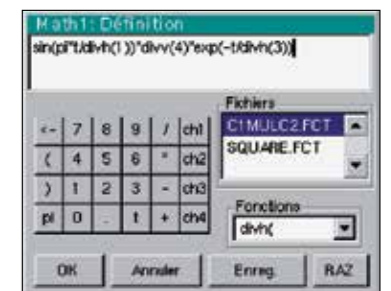 Math1: Définition
sin(pi*t/divh(1))*divv(4)*exp(-t/divh(3))
Fichiers
<- 7 8 9 / ch1 C1MULC2.FCT
( 4 5 6 * ch2 SQUARE.FCT
) 1 2 3 - ch3
pi 0 . t + ch4
Fonctions
divh(
OK Annuler Enreg. RAZ